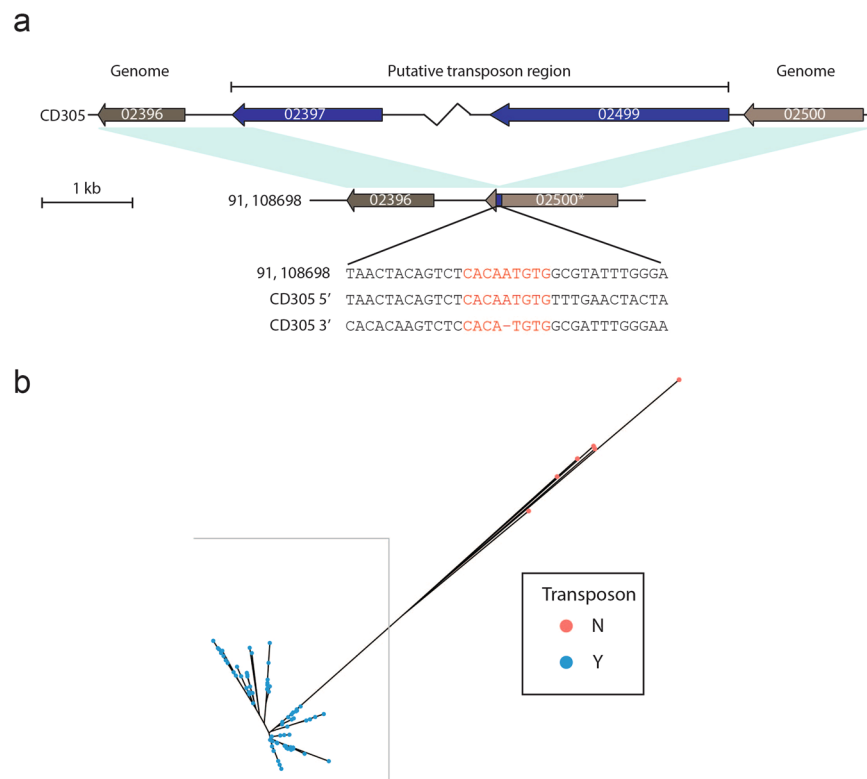 a
Genome
Putative transposon region
Genome
CD305
02396
02397
02499
02500
1 kb
91, 108698
02396
02500*
91, 108698 TAACTACAGTCTCACAATGTGGCGTATTTGGGA
CD305 5′ TAACTACAGTCTCACAATGTGTTTGAACTACTA
CD305 3′ CACACAAGTCTCCACA-TGTGGCGATTTGGGAA
b
Transposon
N
Y